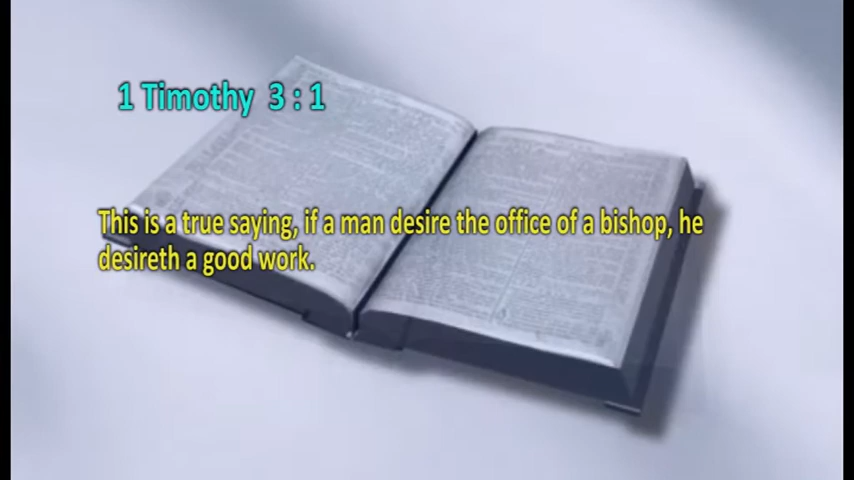 1 Timothy 3 : 1
This is a true saying, if a man desire the office of a bishop, he
desireth a good work.